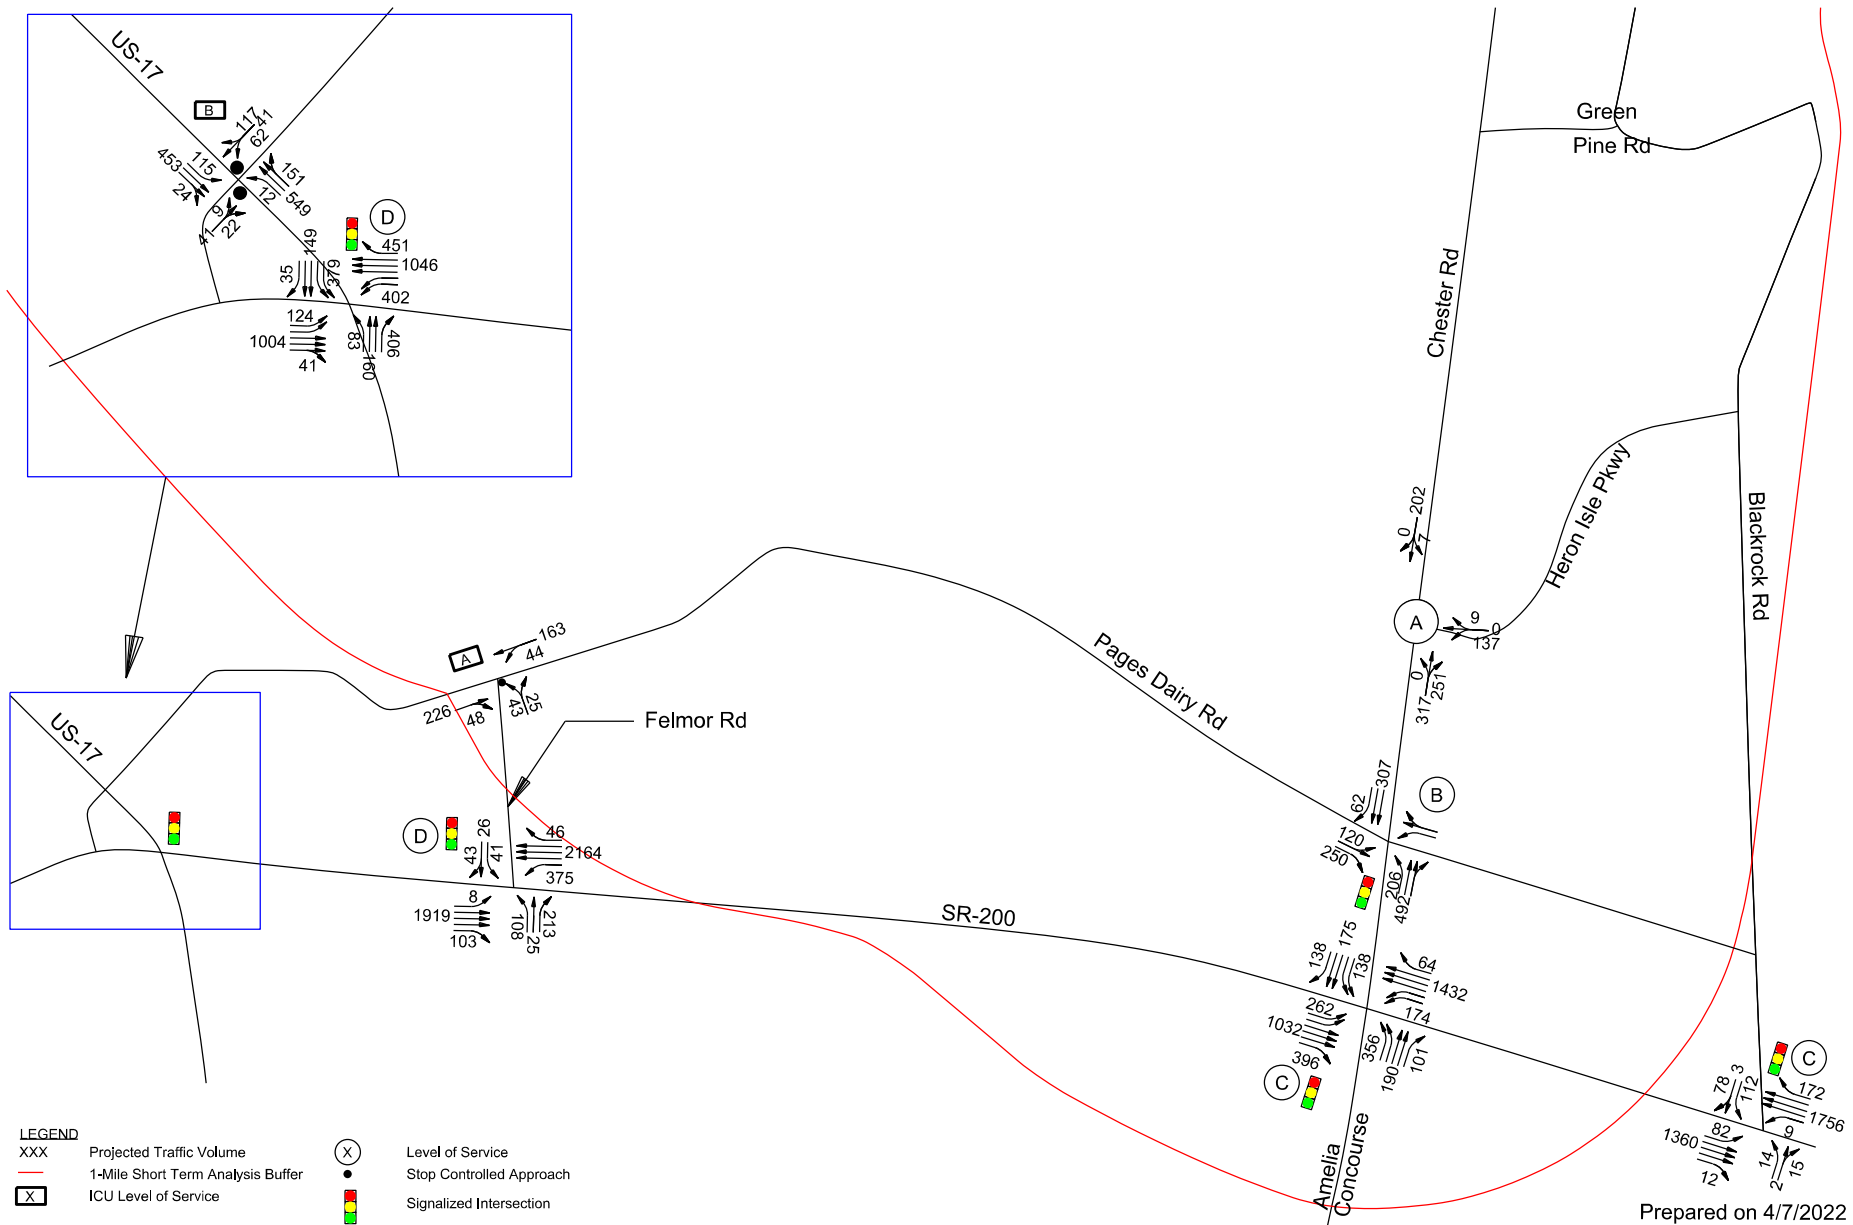 US-17
B
117
41
62
453
115
24
151
12
549
9
41
22
D
149
451
35
379
1046
402
124
1004
41
83
160
406
Green
Pine Rd
Chester Rd
202
0
7
Heron Isle Pkwy
Blackrock Rd
A
9
0
137
0
251
317
A
163
44
226
48
43
25
Pages Dairy Rd
Felmor Rd
US-17
307
62
B
120
250
206
492
D
26
43
41
46
2164
375
8
1919
103
108
25
213
SR-200
175
138
138
64
1432
174
262
1032
396
356
190
101
C
C
3
78
112
172
1756
9
82
1360
12
14
2
15
Amelia
Concourse
LEGEND
XXX Projected Traffic Volume
1-Mile Short Term Analysis Buffer
X ICU Level of Service
X Level of Service
Stop Controlled Approach
Signalized Intersection
Prepared on 4/7/2022